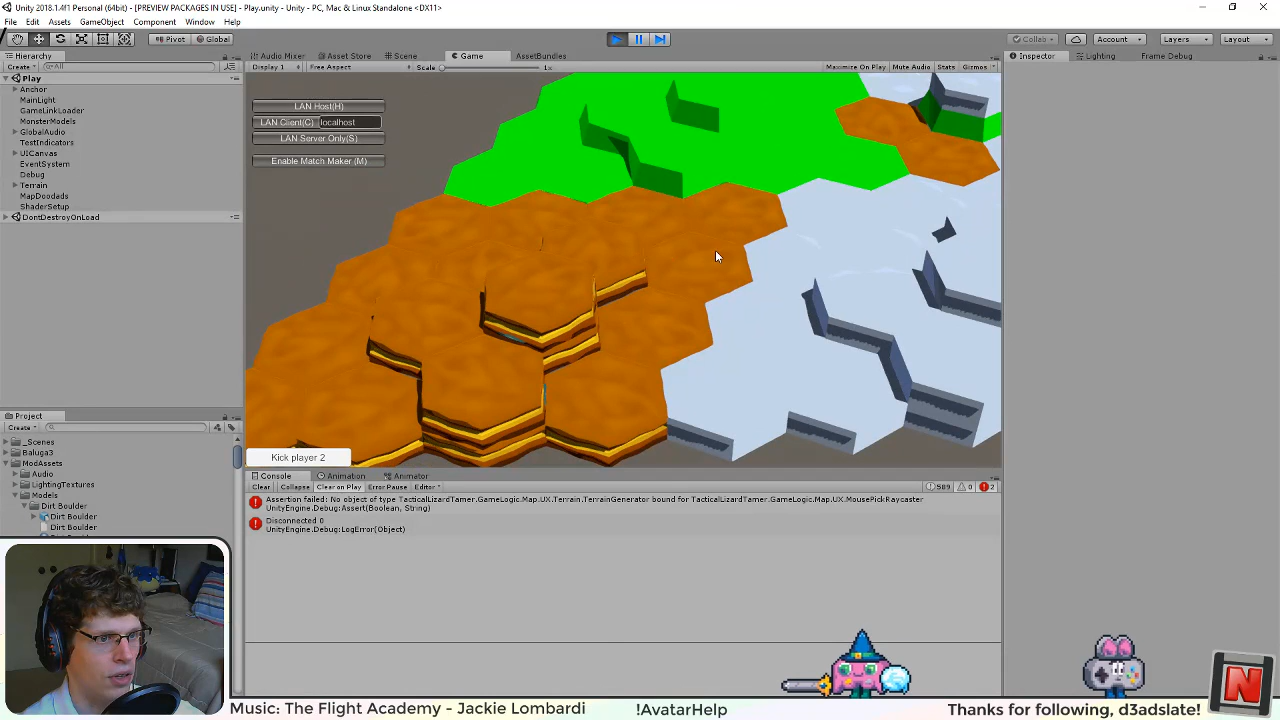 Unity 2018.1.4f1 Personal (64bit) - [PREVIEW PACKAGES IN USE] - Play.unity - PC, Mac & Linux Standalone <DX11>
File Edit Assets GameObject Component Window Help
Pivot Global Collab Account Layers Layout
Hierarchy Audio Mixer Asset Store Scene Game AssetBundles Inspector Lighting Frame Debug
Create All Display 1 Free Aspect Scale 1x Maximize On Play Mute Audio Stats Gizmos
Play
Anchor
MainLight
GameLinkLoader
MonsterModels
GlobalAudio
TestIndicators
UICanvas
EventSystem
Debug
Terrain
MapDoodads
ShaderSetup
DontDestroyOnLoad
LAN Host(H)
LAN Client(C) localhost
LAN Server Only(S)
Enable Match Maker (M)
Kick player 2
Project
Create
_Scenes
Baluga3
ModAssets
Audio
LightingTextures
Models
Dirt Boulder
Dirt Boulder
Dirt Boulder
Console Animation Animator
Clear Collapse Clear on Play Error Pause Editor 589 0 2
Assertion failed: No object of type TacticalLizardTamer.GameLogic.Map.UX.Terrain.TerrainGenerator bound for TacticalLizardTamer.GameLogic.Map.UX.MousePickRaycaster
UnityEngine.Debug:Assert(Boolean, String)
Disconnected 0
UnityEngine.Debug:LogError(Object)
Music: The Flight Academy - Jackie Lombardi !AvatarHelp Thanks for following, d3adslate!
N